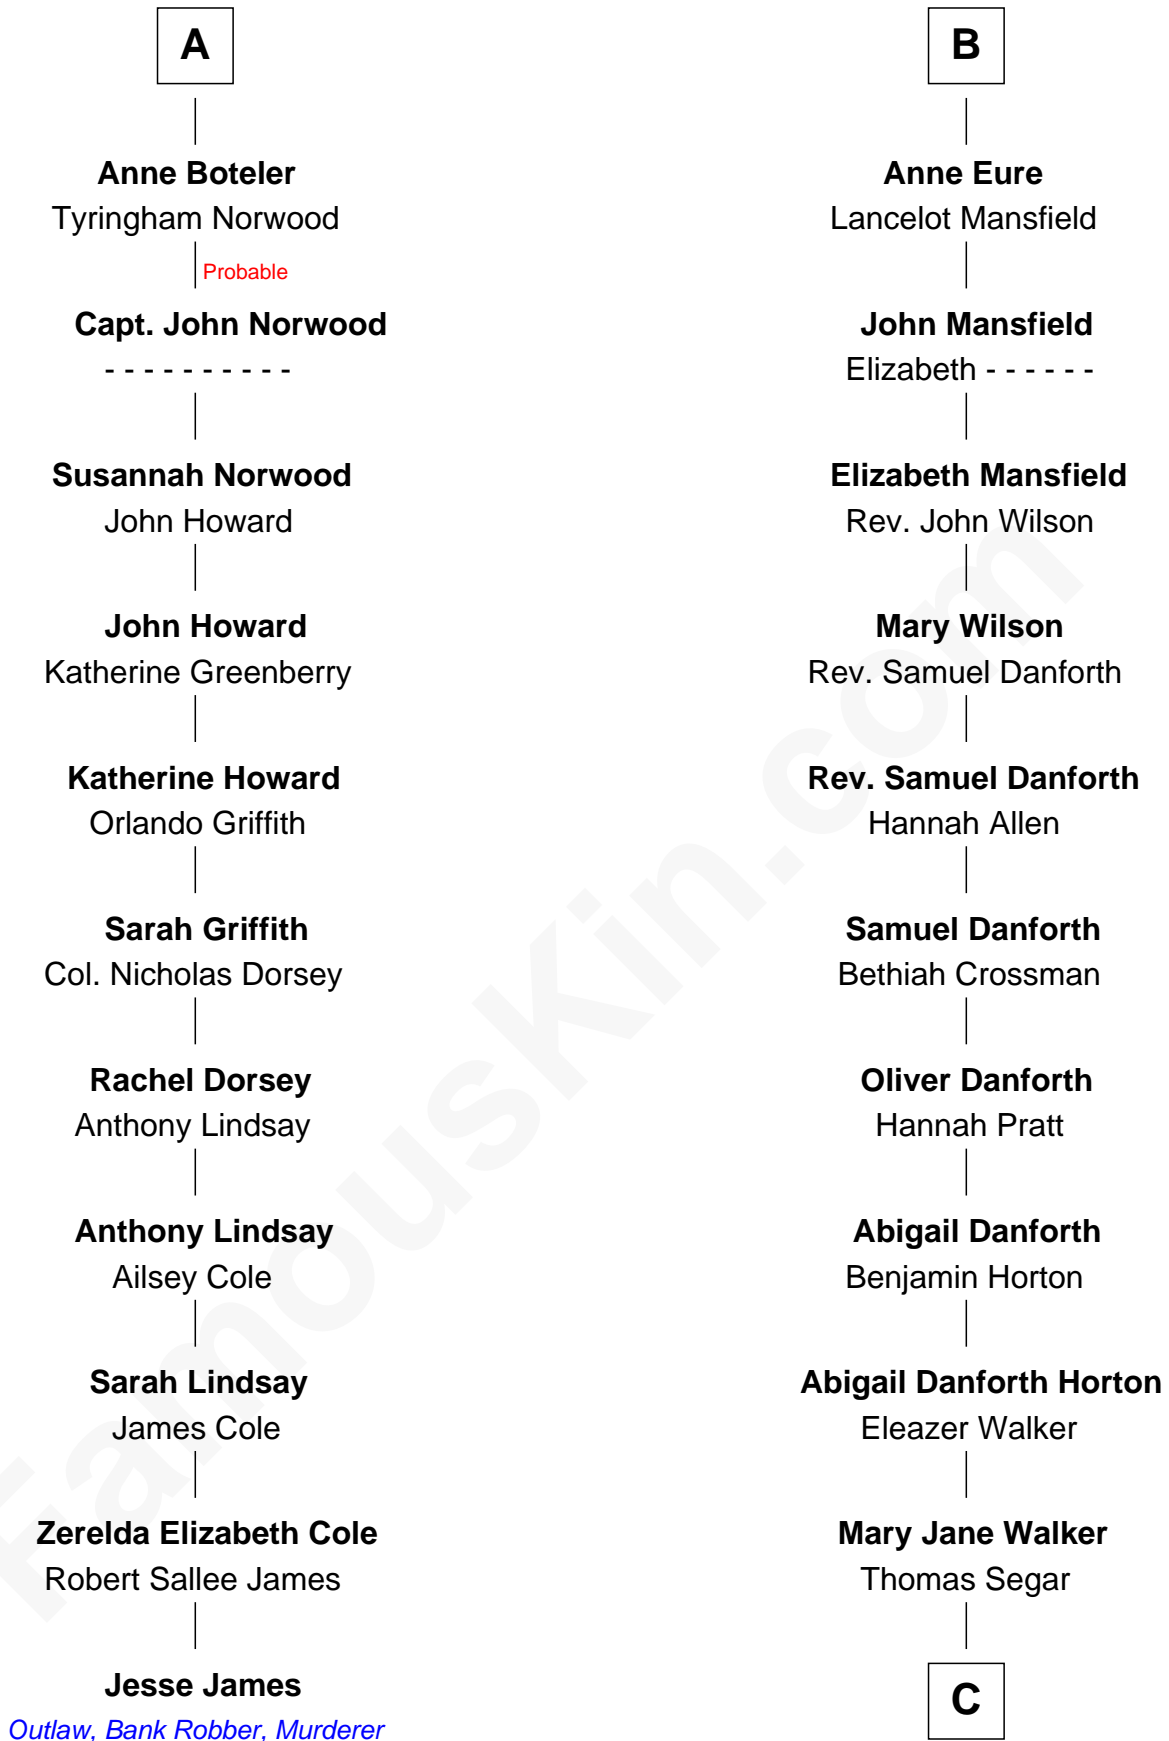 A
Anne Boteler
Tyringham Norwood
Probable
Capt. John Norwood
- - - - - - - - - -
Susannah Norwood
John Howard
John Howard
Katherine Greenberry
Katherine Howard
Orlando Griffith
Sarah Griffith
Col. Nicholas Dorsey
Rachel Dorsey
Anthony Lindsay
Anthony Lindsay
Ailsey Cole
Sarah Lindsay
James Cole
Zerelda Elizabeth Cole
Robert Sallee James
Jesse James
Outlaw, Bank Robber, Murderer
B
Anne Eure
Lancelot Mansfield
John Mansfield
Elizabeth - - - - - -
Elizabeth Mansfield
Rev. John Wilson
Mary Wilson
Rev. Samuel Danforth
Rev. Samuel Danforth
Hannah Allen
Samuel Danforth
Bethiah Crossman
Oliver Danforth
Hannah Pratt
Abigail Danforth
Benjamin Horton
Abigail Danforth Horton
Eleazer Walker
Mary Jane Walker
Thomas Segar
C
FamousKin.com